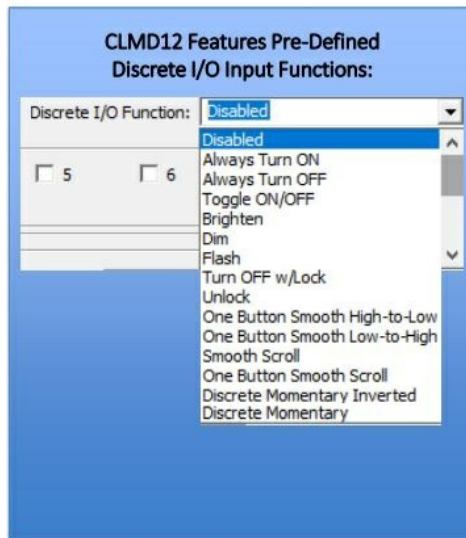 CLMD12 Features Pre-Defined
Discrete I/O Input Functions:
Discrete I/O Function: Disabled
Disabled
Always Turn ON
5 6 Always Turn OFF
Toggle ON/OFF
Brighten
Dim
Flash
Turn OFF w/Lock
Unlock
One Button Smooth High-to-Low
One Button Smooth Low-to-High
Smooth Scroll
One Button Smooth Scroll
Discrete Momentary Inverted
Discrete Momentary